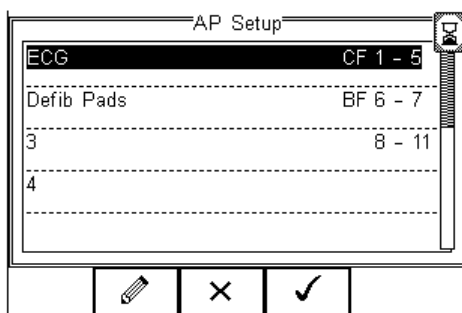 AP Setup
ECG CF 1 - 5
Defib Pads BF 6 - 7
3 8 - 11
4